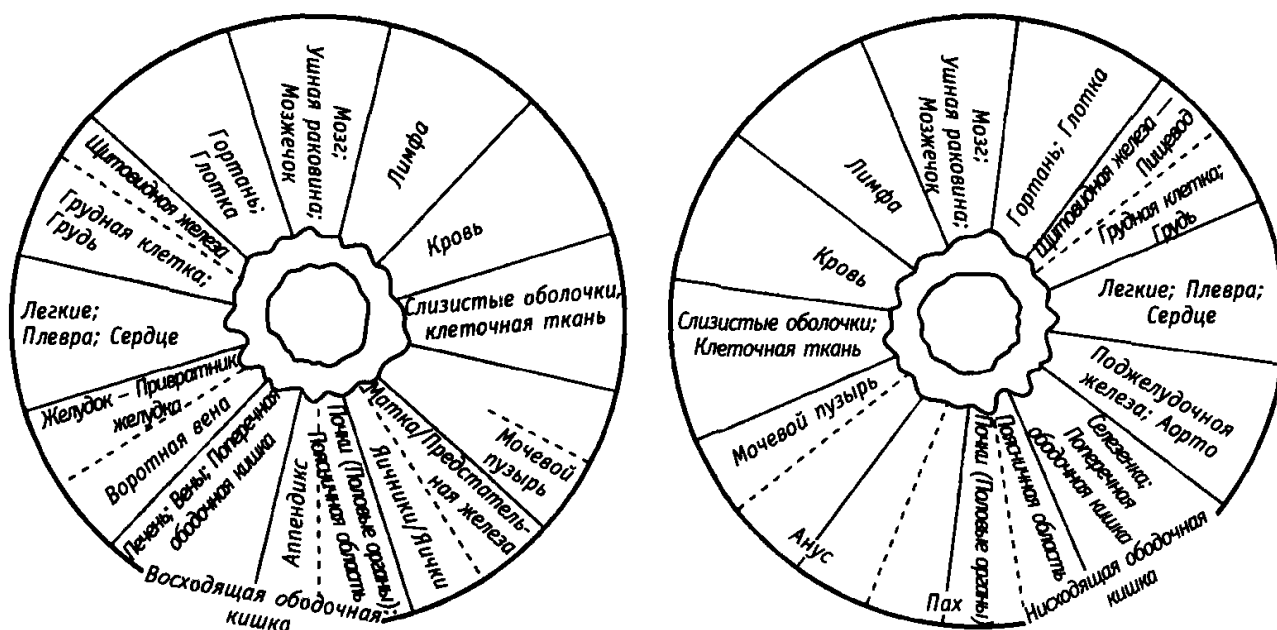 Мозг;
Ушная раковина;
Мозжечок
Лимфа
Кровь
Слизистые оболочки,
клеточная ткань
Мочевой
пузырь
Матка/Предстатель-
ная железа
Яичники/Яички
Почки (Половые органы);
Поясничная область
Аппендикс
Восходящая ободочная
кишка
Печень; Вены; Поперечная
ободочная кишка
Воротная вена
Желудок – Привратник
желудка
Легкие;
Плевра; Сердце
Грудная клетка;
Грудь
Щитовидная железа
Гортань;
Глотка
Мозг;
Ушная раковина;
Мозжечок
Гортань; Глотка
Щитовидная железа —
Пищевод
Грудная клетка;
Грудь
Легкие; Плевра;
Сердце
Поджелудочная
железа; Аорто
Селезенка;
Поперечная
ободочная кишка
Нисходящая ободочная
кишка
Поясничная область
Почки (Половые органы)
Пах
Анус
Мочевой пузырь
Слизистые оболочки;
Клеточная ткань
Кровь
Лимфа